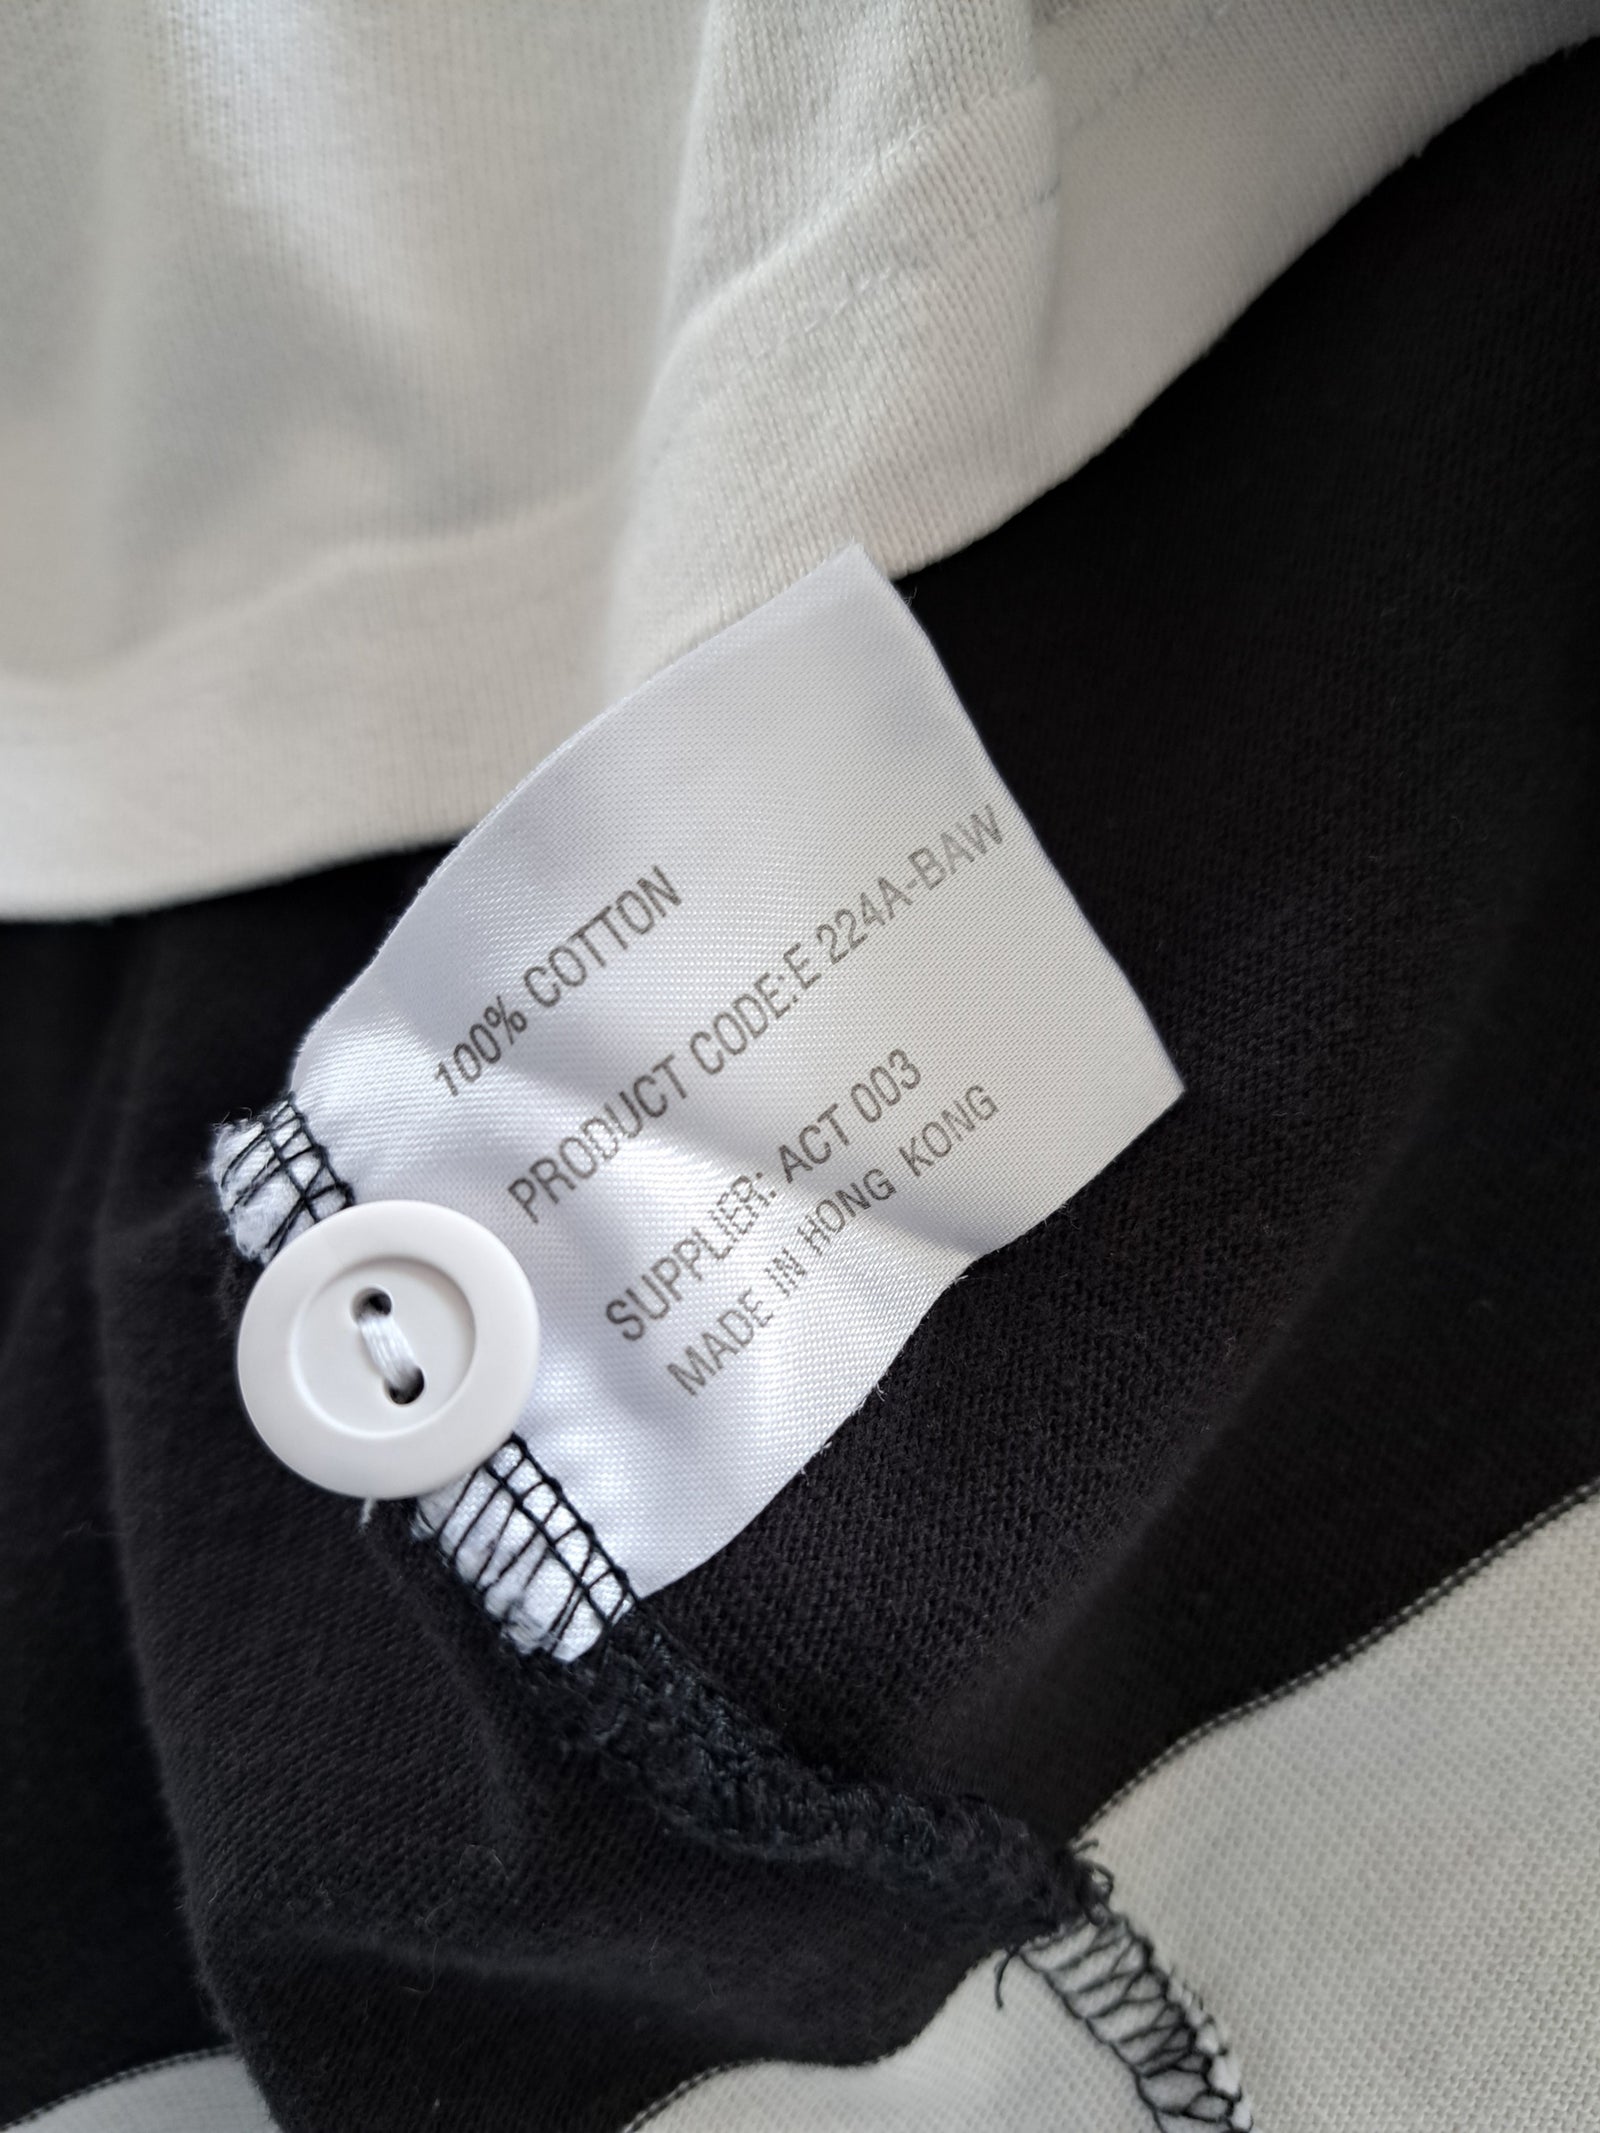 100% COTTON
PRODUCT CODE:E 224A-BAW
SUPPLIER: ACT 003
MADE IN HONG KONG